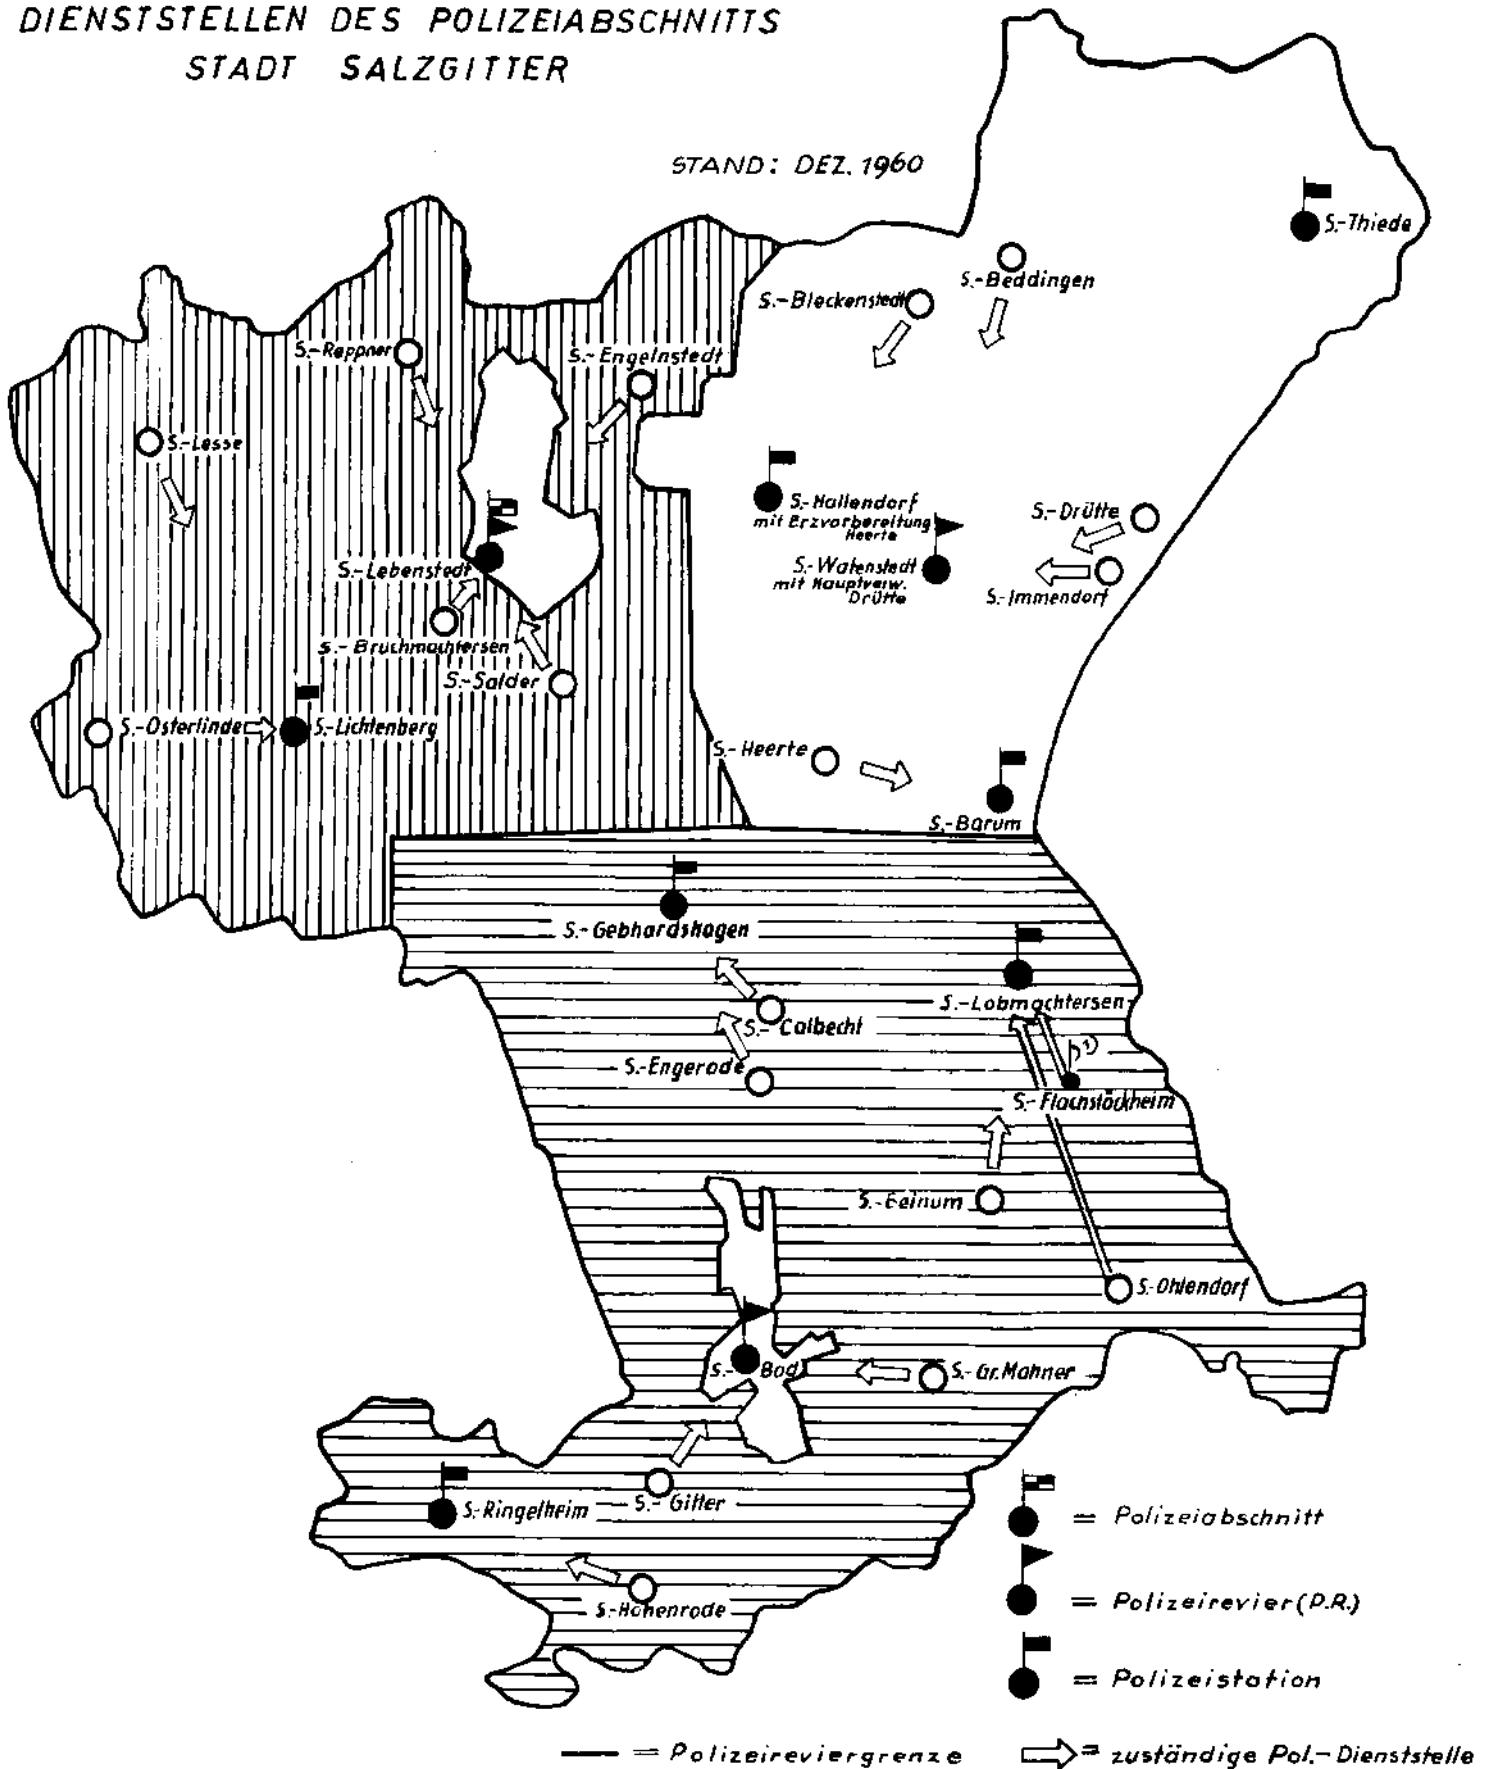 DIENSTSTELLEN DES POLIZEIABSCHNITTS
STADT SALZGITTER
STAND: DEZ. 1960
S.-Thiede
S.-Beddingen
S.-Bleckenstedt
S.-Reppner
S.-Engelnstedt
S.-Lesse
S.-Hallendorf
mit Erzvorbereitung
Heerte
S.-Drütte
S.-Watenstedt
mit Hauptverw.
Drütte
S.-Immendorf
S.-Lebenstedt
S.-Bruchmachtersen
S.-Salder
S.-Osterlinde
S.-Lichtenberg
S.-Heerte
S.-Barum
S.-Gebhardshagen
S.-Lobmachtersen
S.-Calbecht
S.-Engerode
1)
S.-Flachstöckheim
S.-Beinum
S.-Ohlendorf
S.-Bad
S.-Gr. Mahner
S.-Ringelheim
S.-Gitter
S.-Hohenrode
= Polizeiabschnitt
= Polizeirevier (P.R.)
= Polizeistation
= Polizeireviergrenze
= zuständige Pol.-Dienststelle